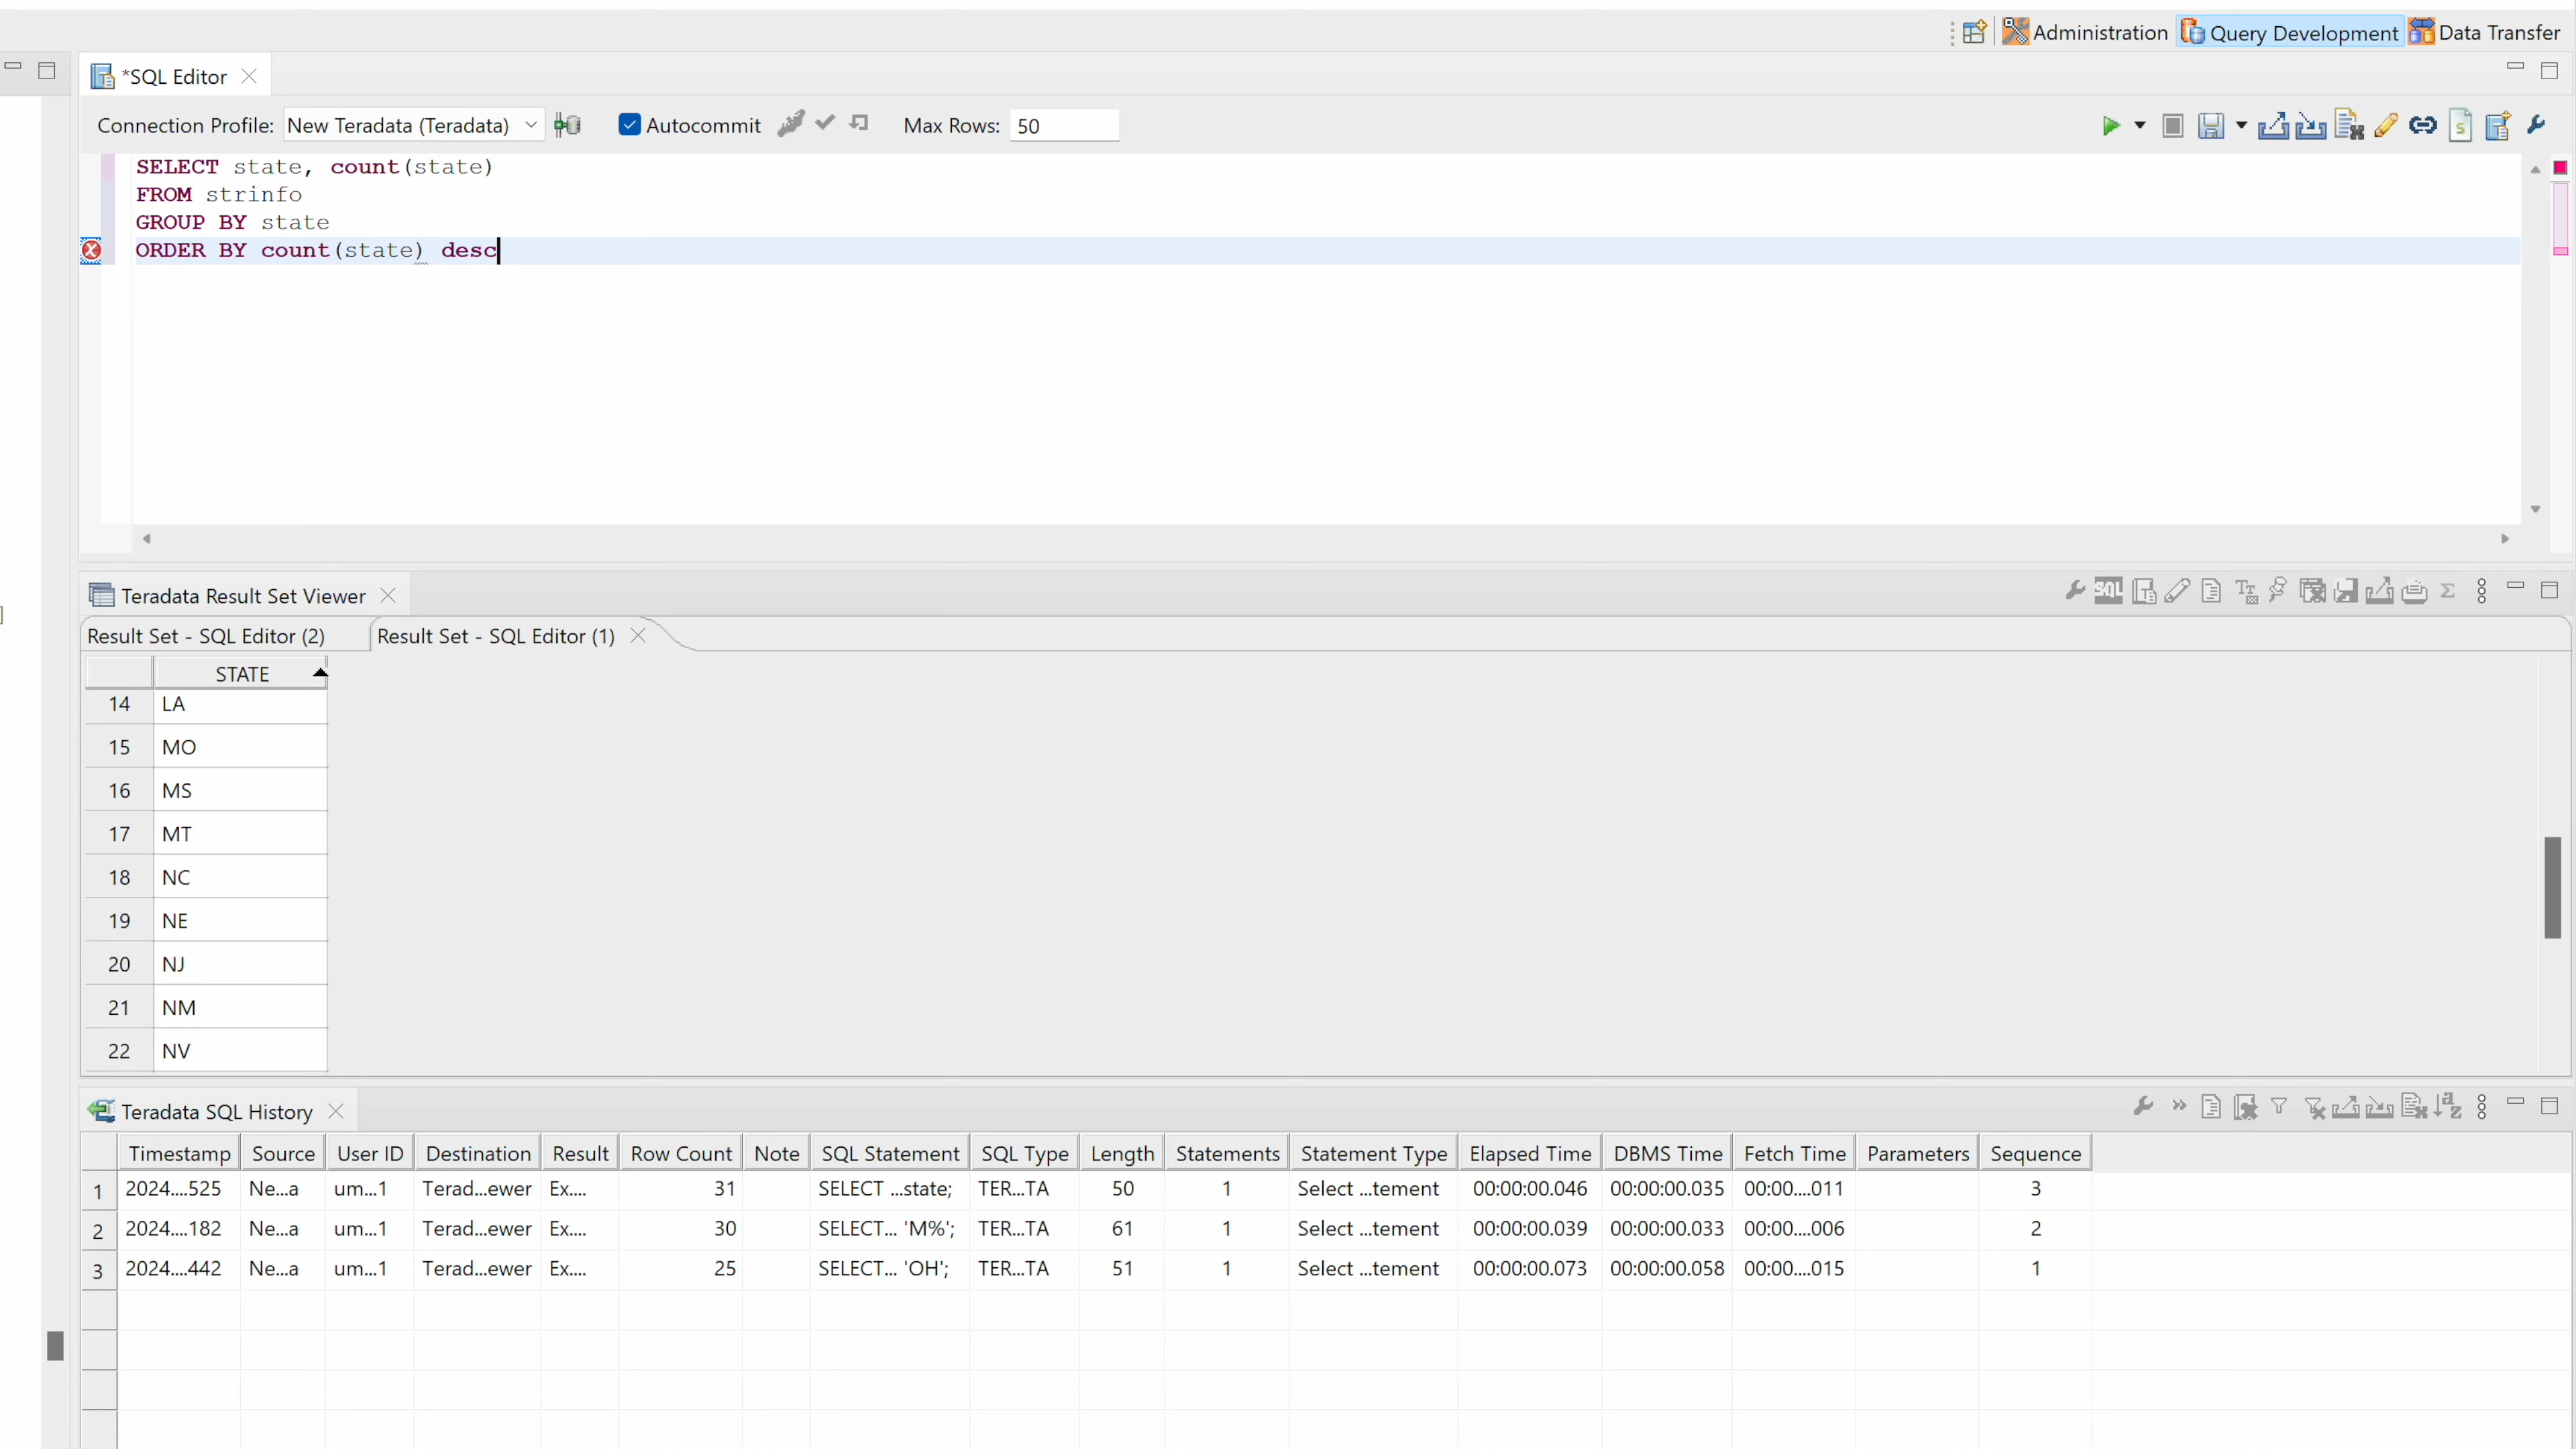 Administration Query Development Data Transfer
*SQL Editor
Connection Profile: New Teradata (Teradata) Autocommit Max Rows: 50
SELECT state, count(state)
FROM strinfo
GROUP BY state
ORDER BY count(state) desc
Teradata Result Set Viewer
SQL
Result Set - SQL Editor (2) Result Set - SQL Editor (1)
STATE
14 LA
15 MO
16 MS
17 MT
18 NC
19 NE
20 NJ
21 NM
22 NV
Teradata SQL History
Timestamp Source User ID Destination Result Row Count Note SQL Statement SQL Type Length Statements Statement Type Elapsed Time DBMS Time Fetch Time Parameters Sequence
1 2024....525 Ne...a um...1 Terad...ewer Ex.... 31 SELECT ...state; TER...TA 50 1 Select ...tement 00:00:00.046 00:00:00.035 00:00....011 3
2 2024....182 Ne...a um...1 Terad...ewer Ex.... 30 SELECT... 'M%'; TER...TA 61 1 Select ...tement 00:00:00.039 00:00:00.033 00:00....006 2
3 2024....442 Ne...a um...1 Terad...ewer Ex.... 25 SELECT... 'OH'; TER...TA 51 1 Select ...tement 00:00:00.073 00:00:00.058 00:00....015 1